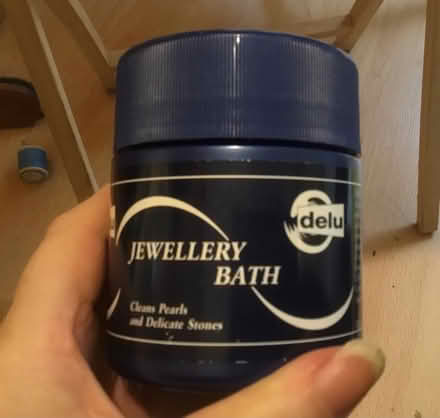 delu
JEWELLERY
BATH
Cleans Pearls
and Delicate Stones